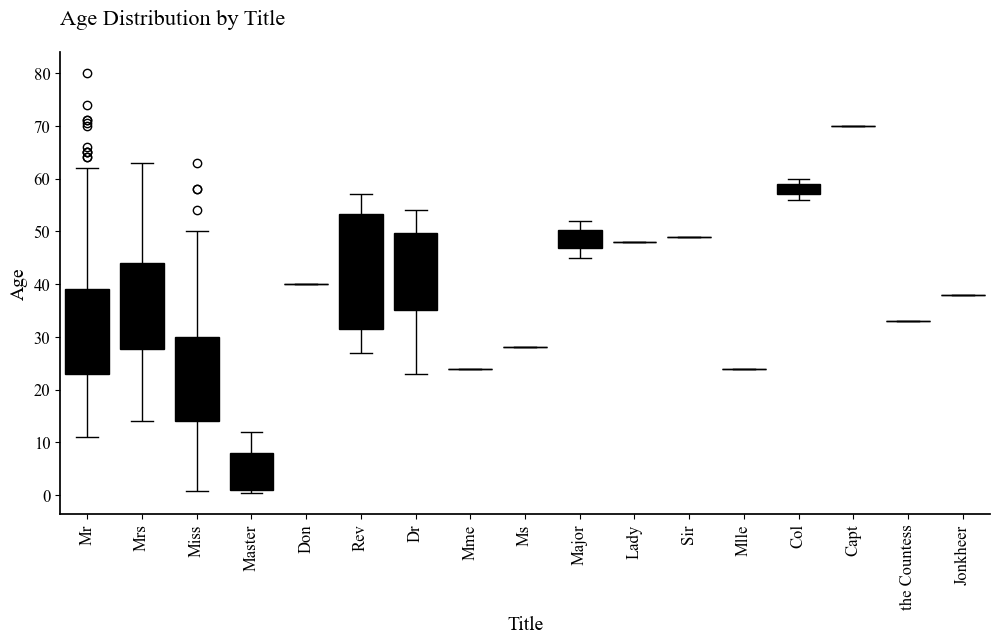 Age Distribution by Title
Age
80
70
60
50
40
30
20
10
0
Mr
Mrs
Miss
Master
Don
Rev
Dr
Mme
Ms
Major
Lady
Sir
Mlle
Col
Capt
the Countess
Jonkheer
Title